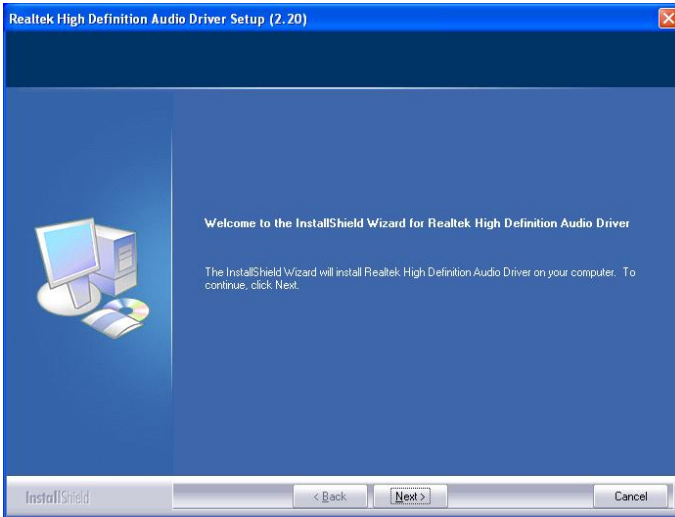 Realtek High Definition Audio Driver Setup (2.20)
Welcome to the InstallShield Wizard for Realtek High Definition Audio Driver
The InstallShield Wizard will install Realtek High Definition Audio Driver on your computer. To
continue, click Next.
InstallShield
< Back
Next >
Cancel